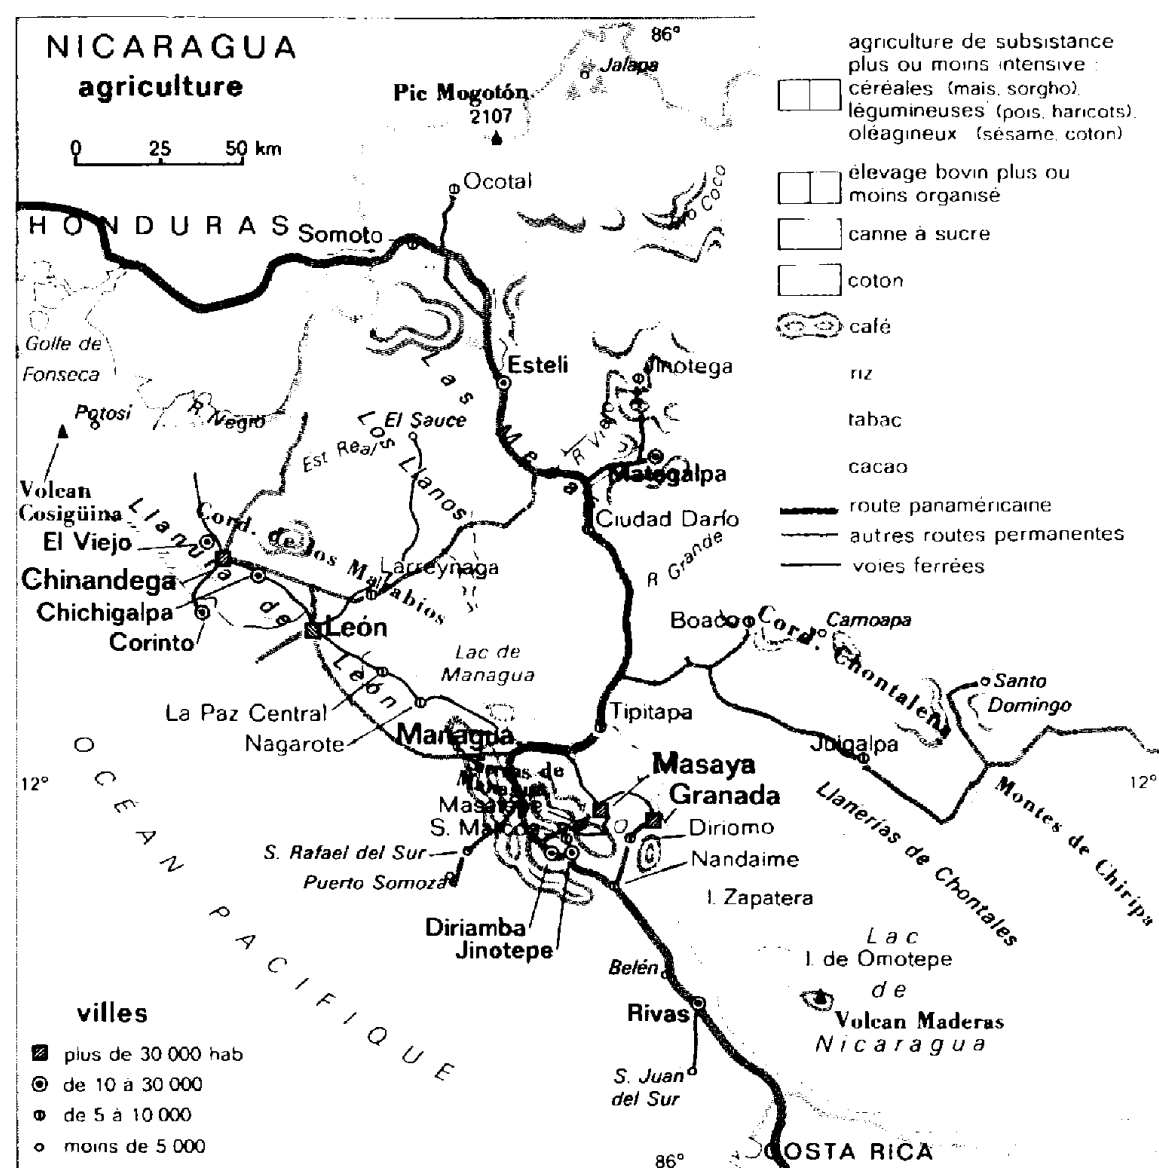 NICARAGUA
agriculture
0 25 50 km
86°
Jalapa
Pic Mogotón
2107
Ocotal
HONDURAS
Somoto
Rio Coco
Golfe de
Fonseca
Potosi
R. Negro
Volcan
Cosigüina
Esteli
Las Mesas
Jinotega
R Viejo
El Sauce
Est Real
Los Llanos
Matagalpa
Ciudad Darío
R Grande
Llanura de León
Cord. de los Marrabios
El Viejo
Chinandega
Chichigalpa
Corinto
Larreynaga
León
Lac de
Managua
La Paz Central
Nagarote
Managua
Tipitapa
Boaco
Camoapa
Cord. Chontaleña
Santo
Domingo
Juigalpa
Masaya
Granada
Masatepe
S. Marcos
Diriomo
Nandaime
S. Rafael del Sur
Puerto Somoza
I. Zapatera
Diriamba
Jinotepe
Llanerías de Chontales
Montes de Chiripa
12°
12°
OCÉAN PACIFIQUE
Belén
Rivas
S. Juan
del Sur
Lac
I. de Omotepe
de
Volcan Maderas
Nicaragua
COSTA RICA
86°
agriculture de subsistance
plus ou moins intensive :
céréales (mais, sorgho),
légumineuses (pois, haricots),
oléagineux (sésame, coton)
élevage bovin plus ou
moins organisé
canne à sucre
coton
café
riz
tabac
cacao
route panaméricaine
autres routes permanentes
voies ferrées
villes
plus de 30 000 hab
de 10 à 30 000
de 5 à 10 000
moins de 5 000